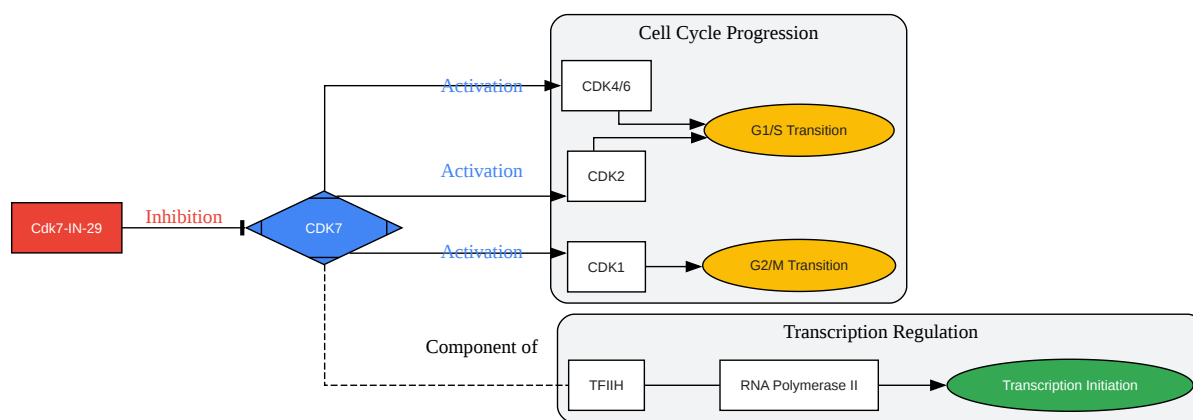 Cell Cycle Progression
Activation
CDK4/6
G1/S Transition
Activation
CDK2
Cdk7-IN-29
Inhibition
CDK7
Activation
CDK1
G2/M Transition
Transcription Regulation
Component of
TFIIH
RNA Polymerase II
Transcription Initiation